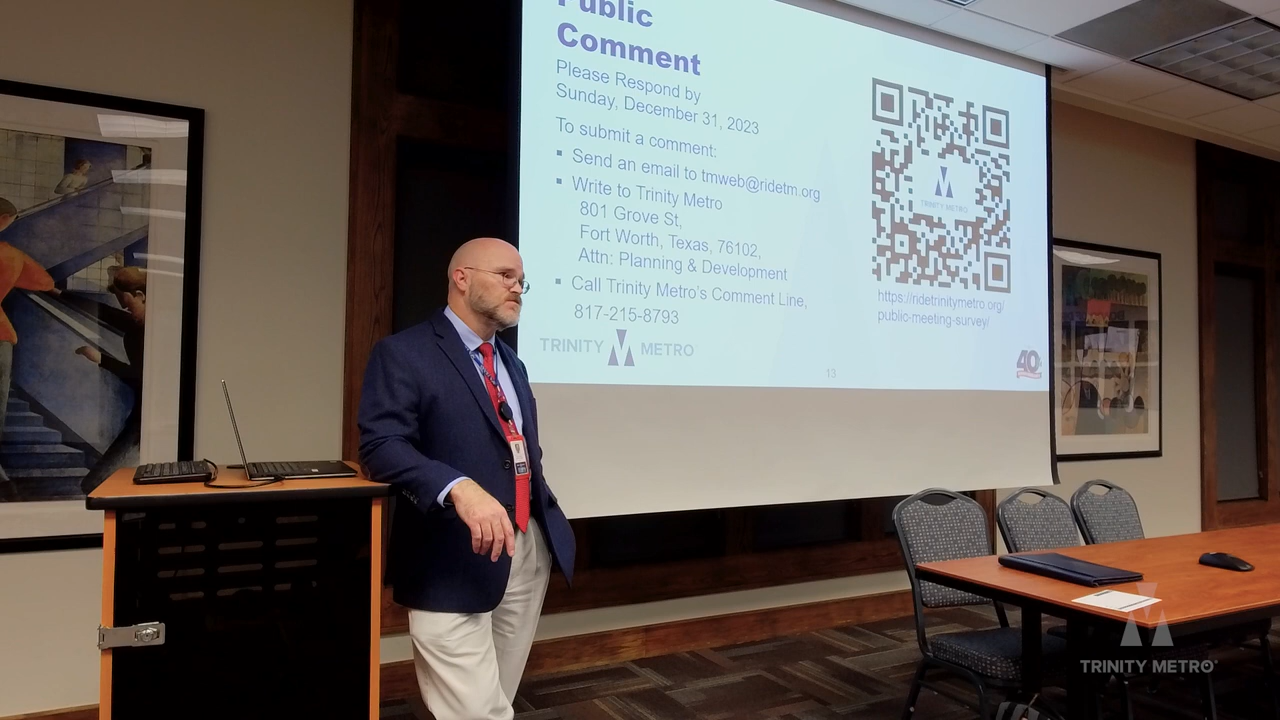 Public
Comment
Please Respond by
Sunday, December 31, 2023
To submit a comment:
▪ Send an email to tmweb@ridetm.org
▪ Write to Trinity Metro
801 Grove St,
Fort Worth, Texas, 76102,
Attn: Planning & Development
▪ Call Trinity Metro's Comment Line,
817-215-8793
TRINITY METRO
TRINITY METRO
https://ridetrinitymetro.org/
public-meeting-survey/
13
40
TRINITY METRO